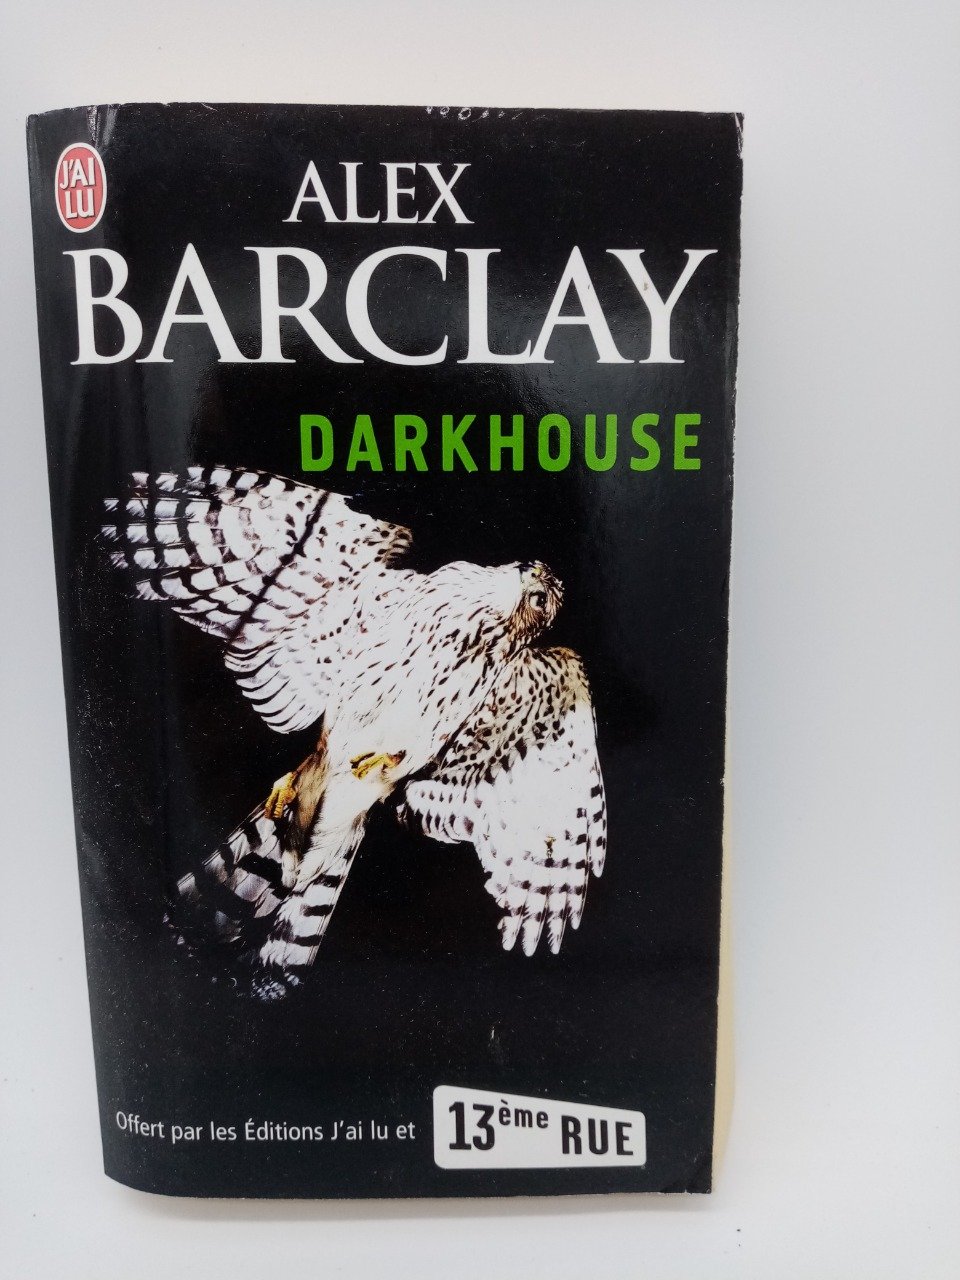 J'AI
LU
ALEX
BARCLAY
DARKHOUSE
Offert par les Éditions J'ai lu et
13ème RUE